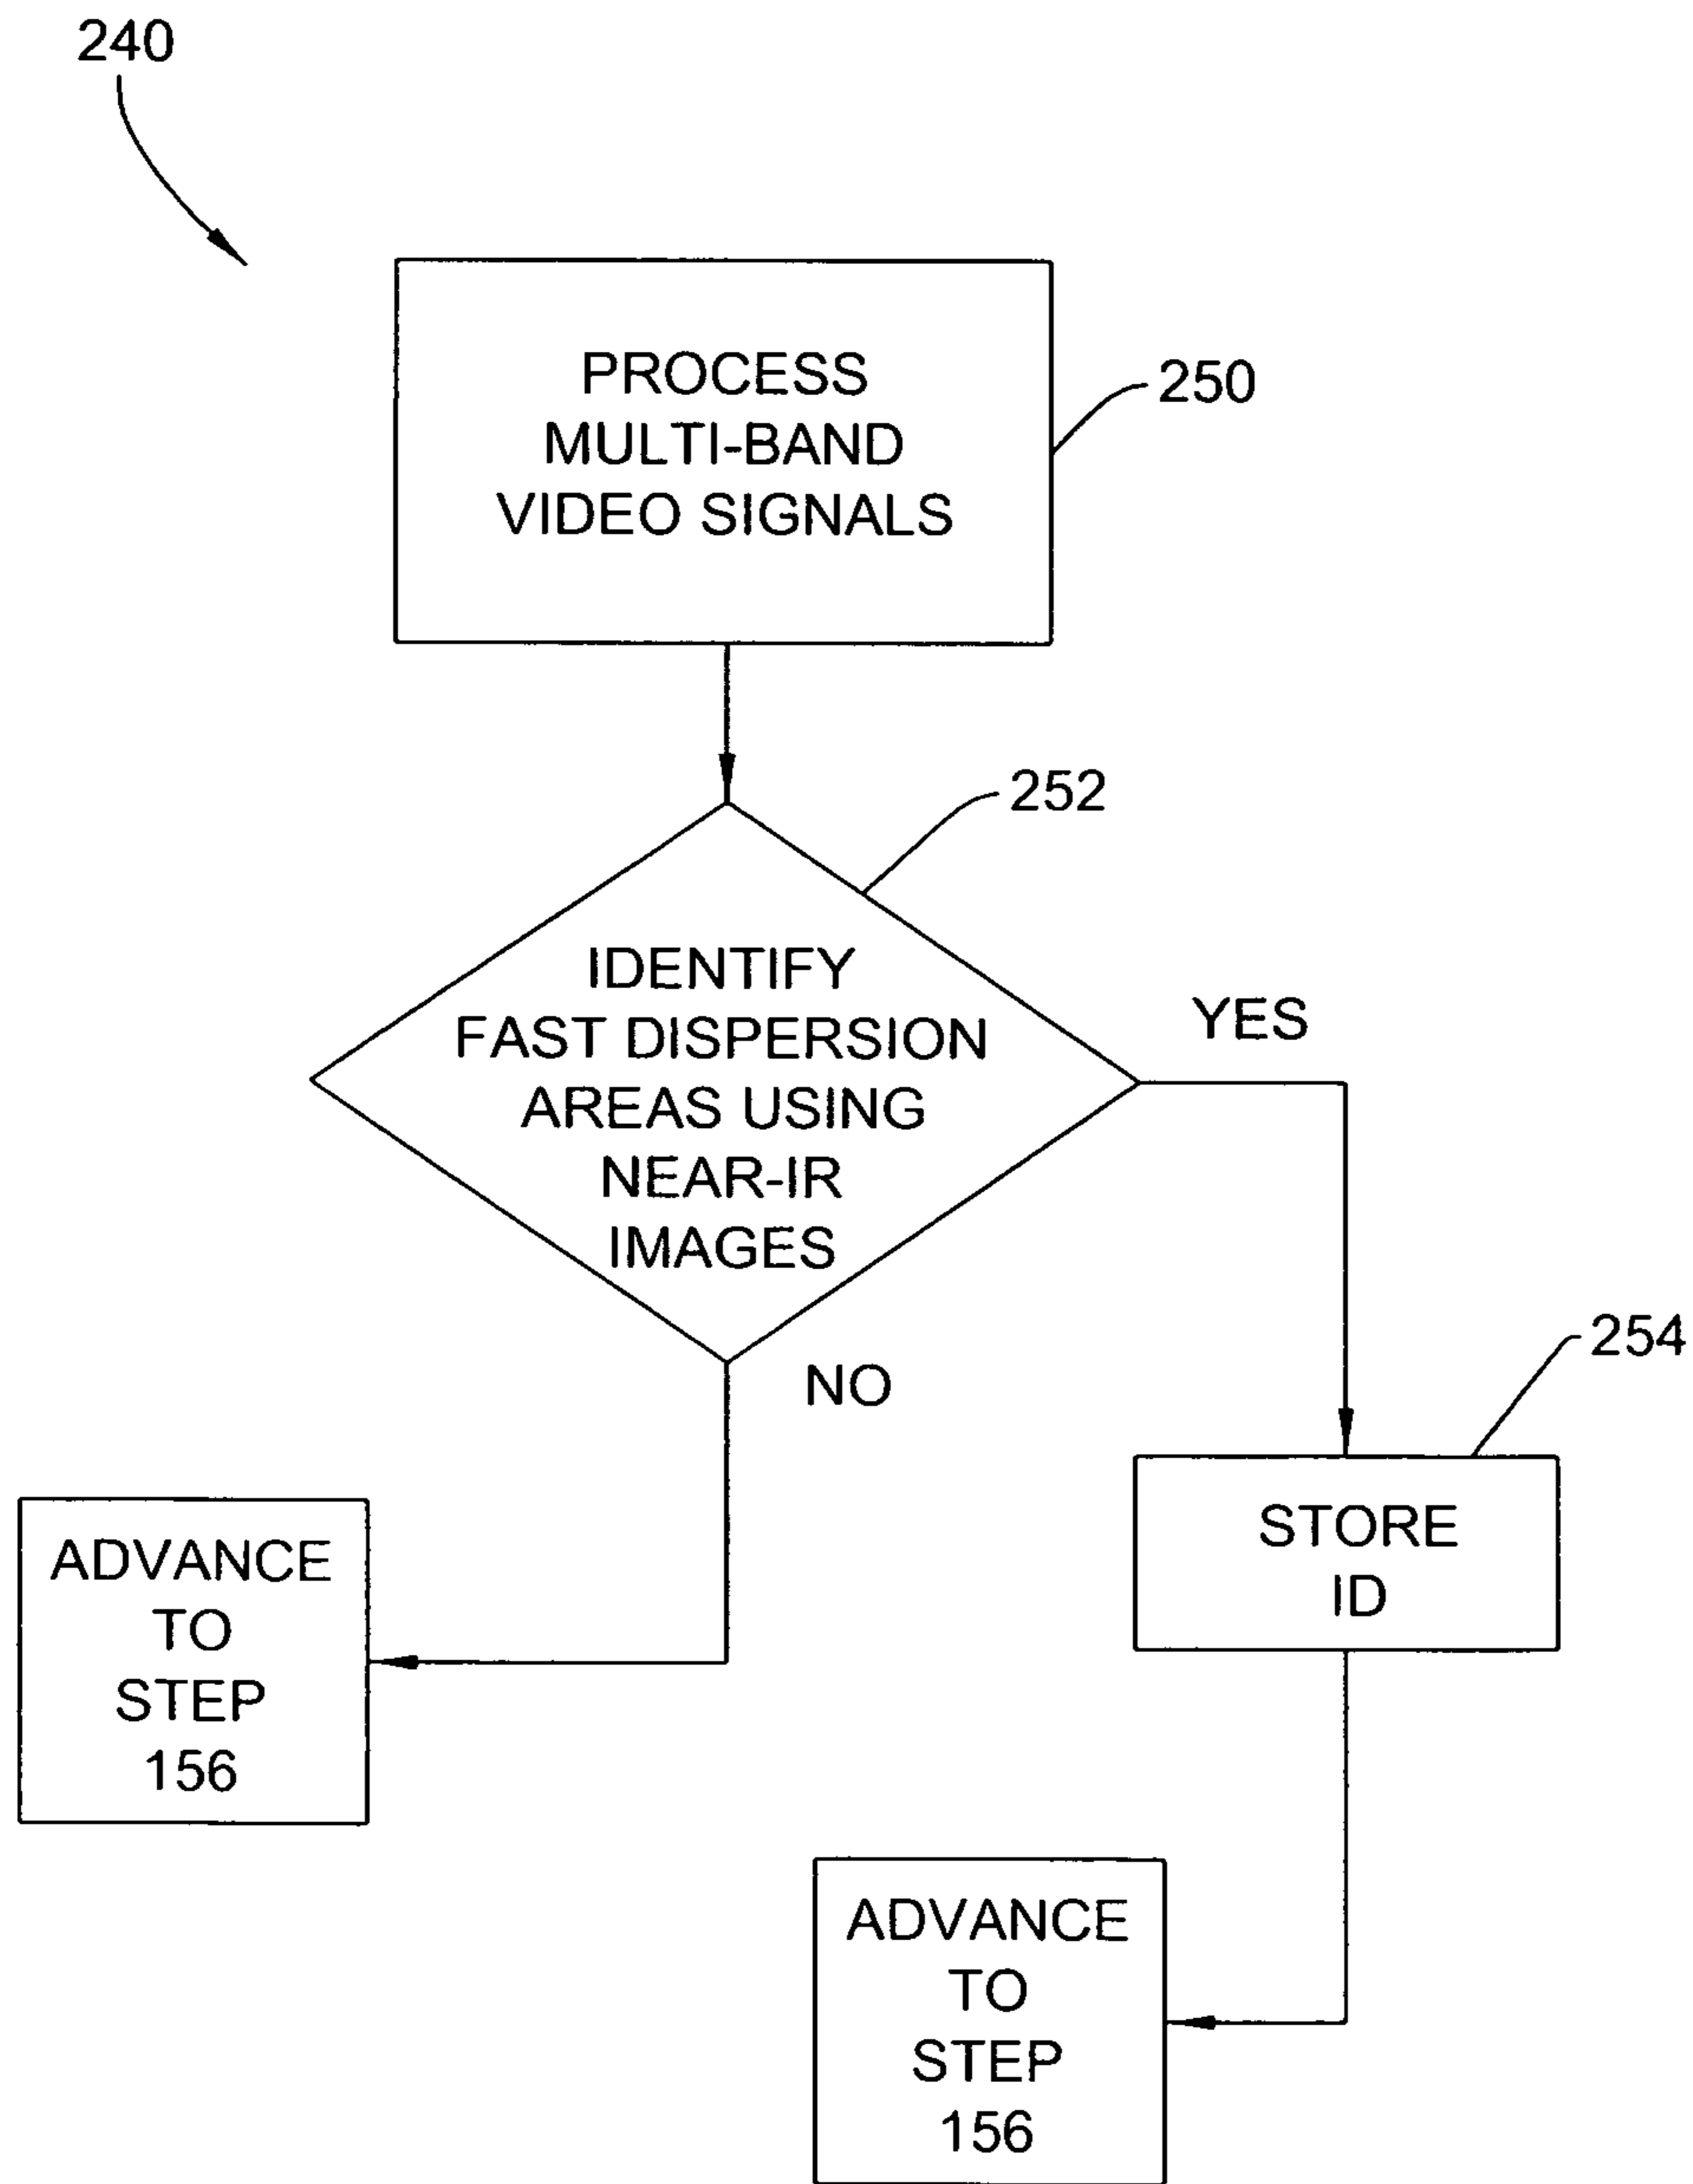 240
PROCESS
MULTI-BAND
VIDEO SIGNALS
250
252
IDENTIFY
FAST DISPERSION
AREAS USING
NEAR-IR
IMAGES
YES
NO
254
STORE
ID
ADVANCE
TO
STEP
156
ADVANCE
TO
STEP
156